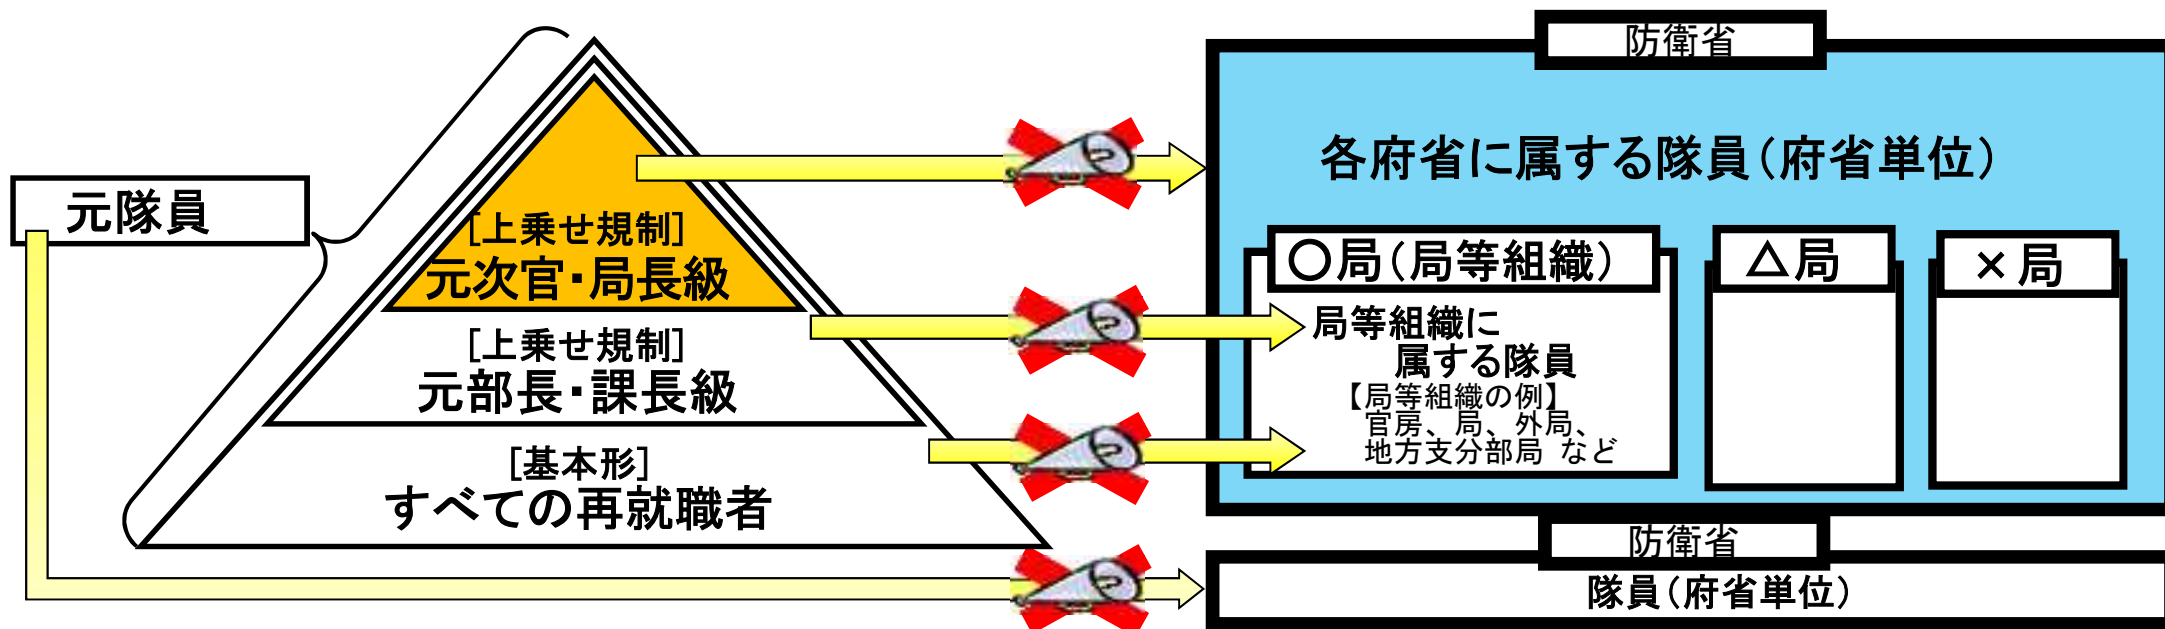 防衛省
各府省に属する隊員（府省単位）
元隊員
［上乗せ規制］
元次官・局長級
［上乗せ規制］
元部長・課長級
［基本形］
すべての再就職者
〇局（局等組織）
△局
×局
局等組織に
属する隊員
【局等組織の例】
官房、局、外局、
地方支分部局 など
防衛省
隊員（府省単位）